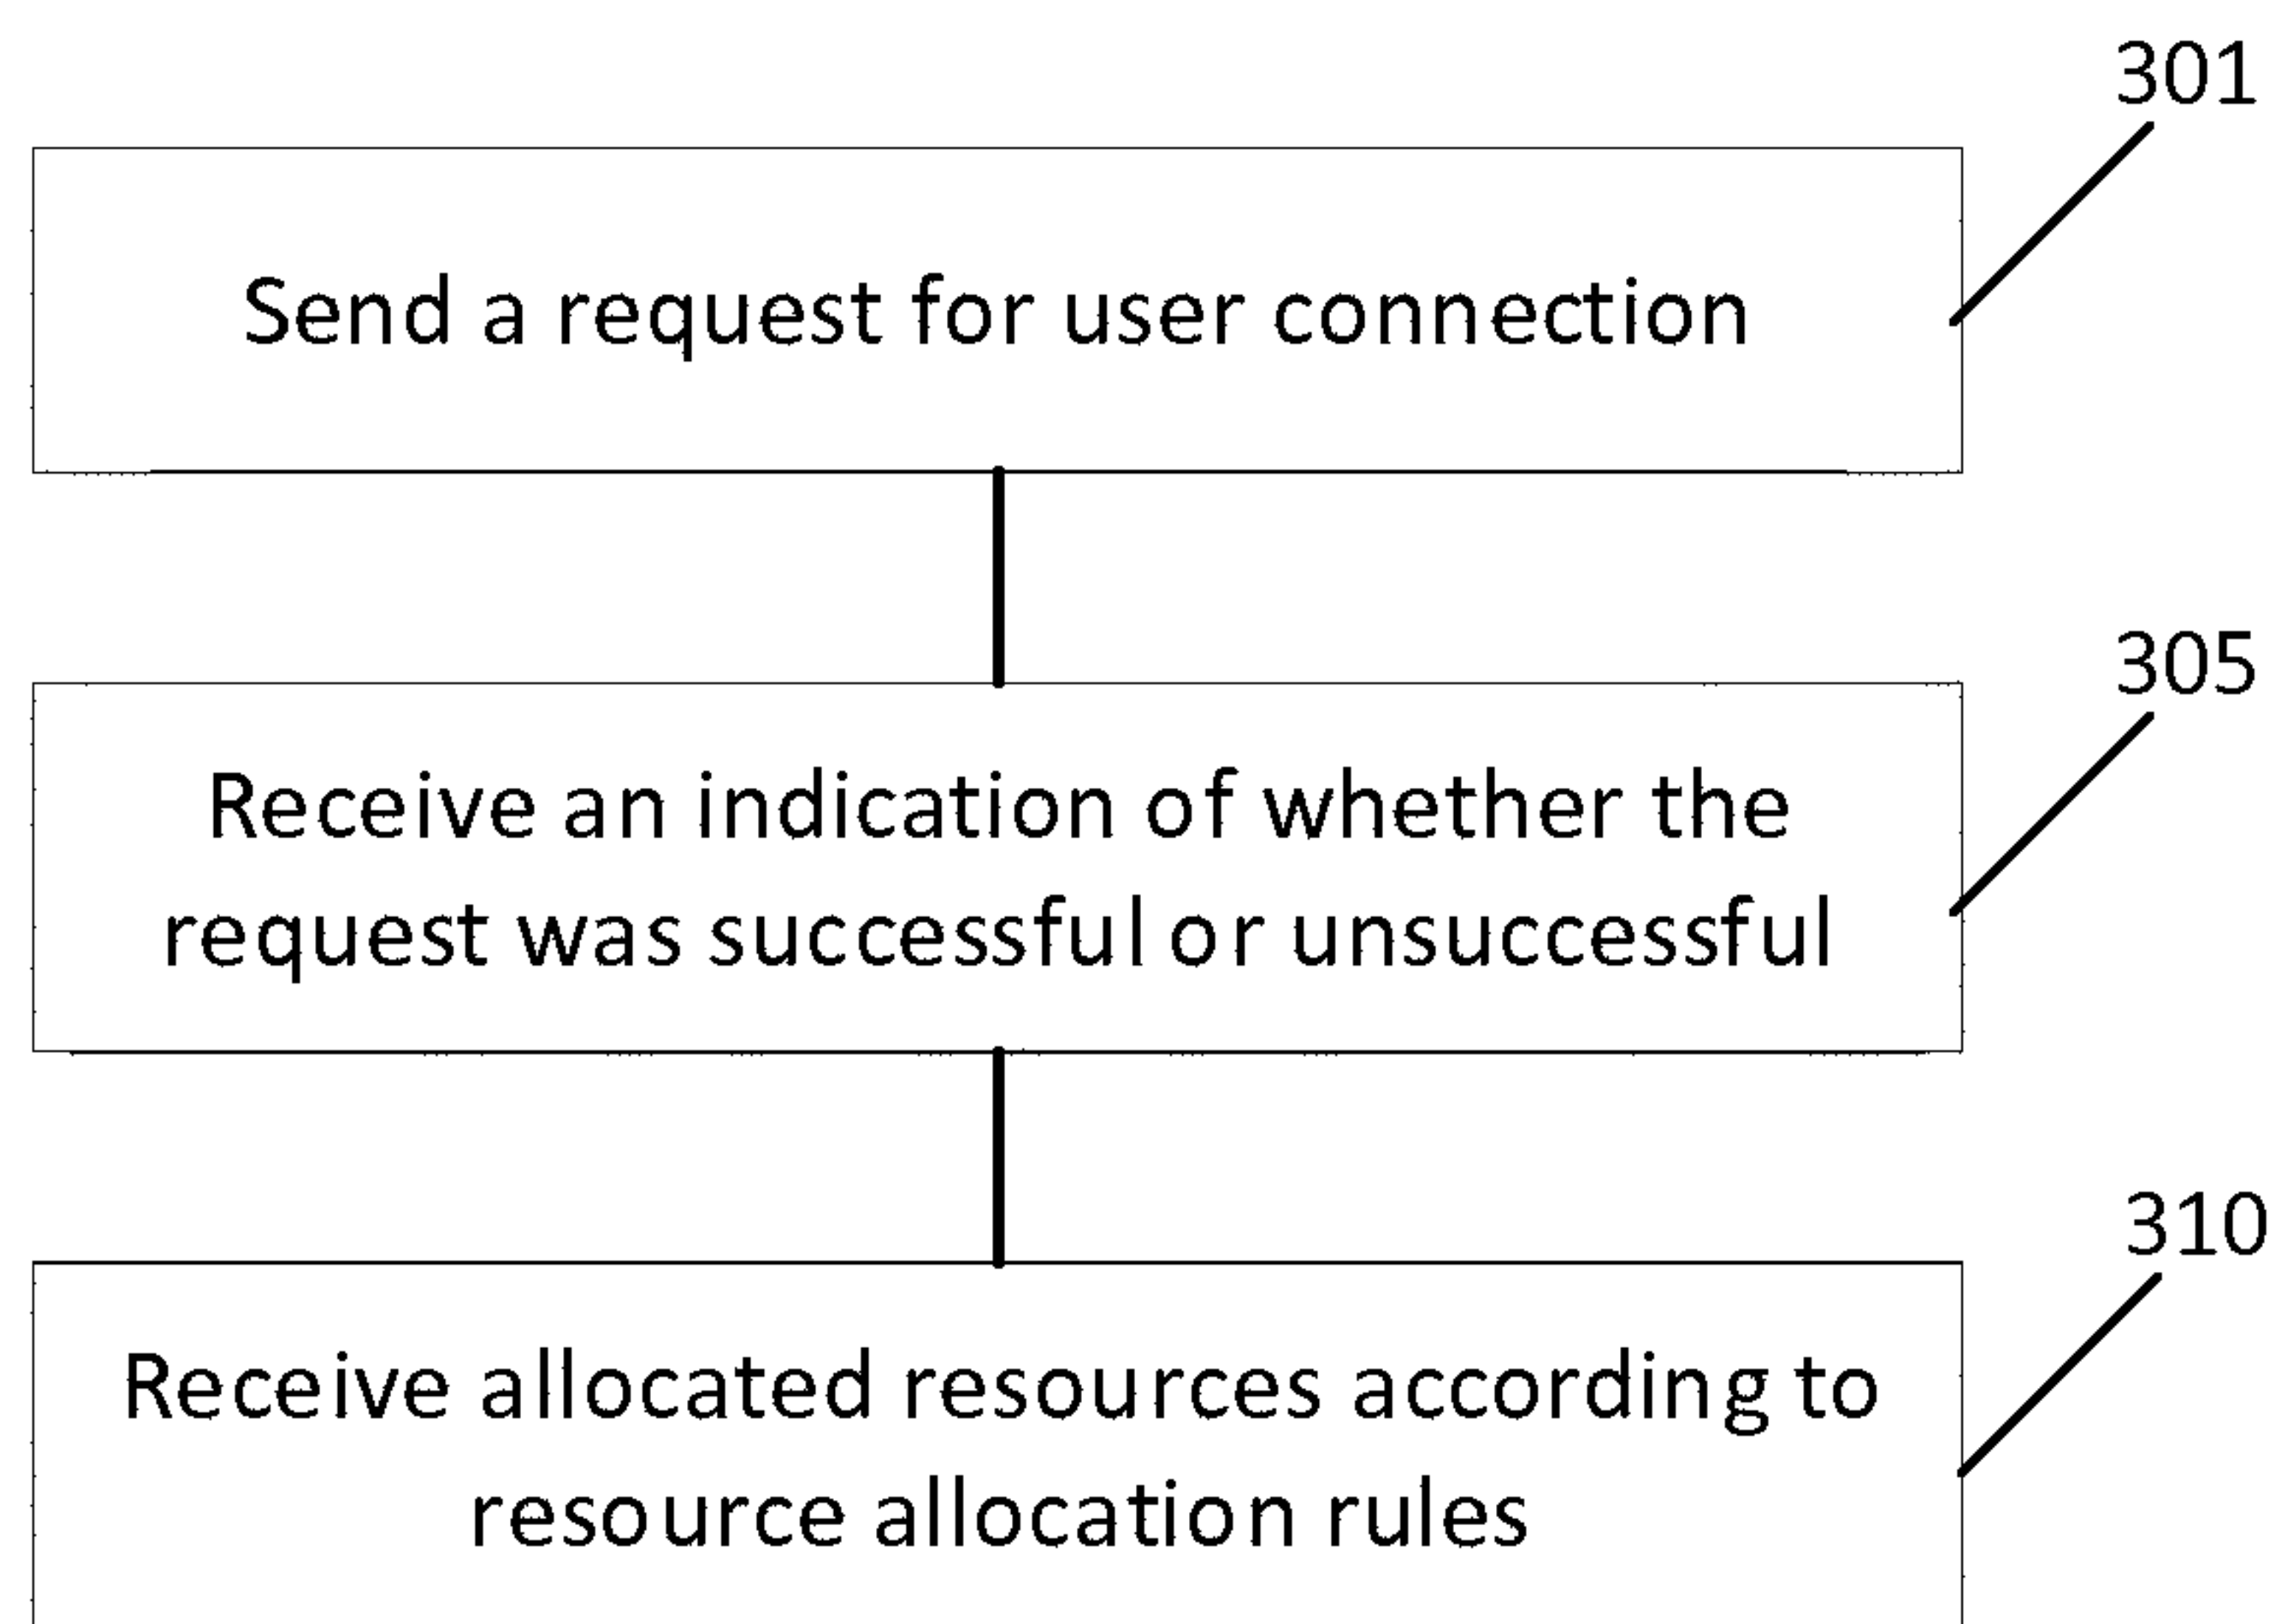 301
Send a request for user connection
305
Receive an indication of whether the
request was successful or unsuccessful
310
Receive allocated resources according to
resource allocation rules